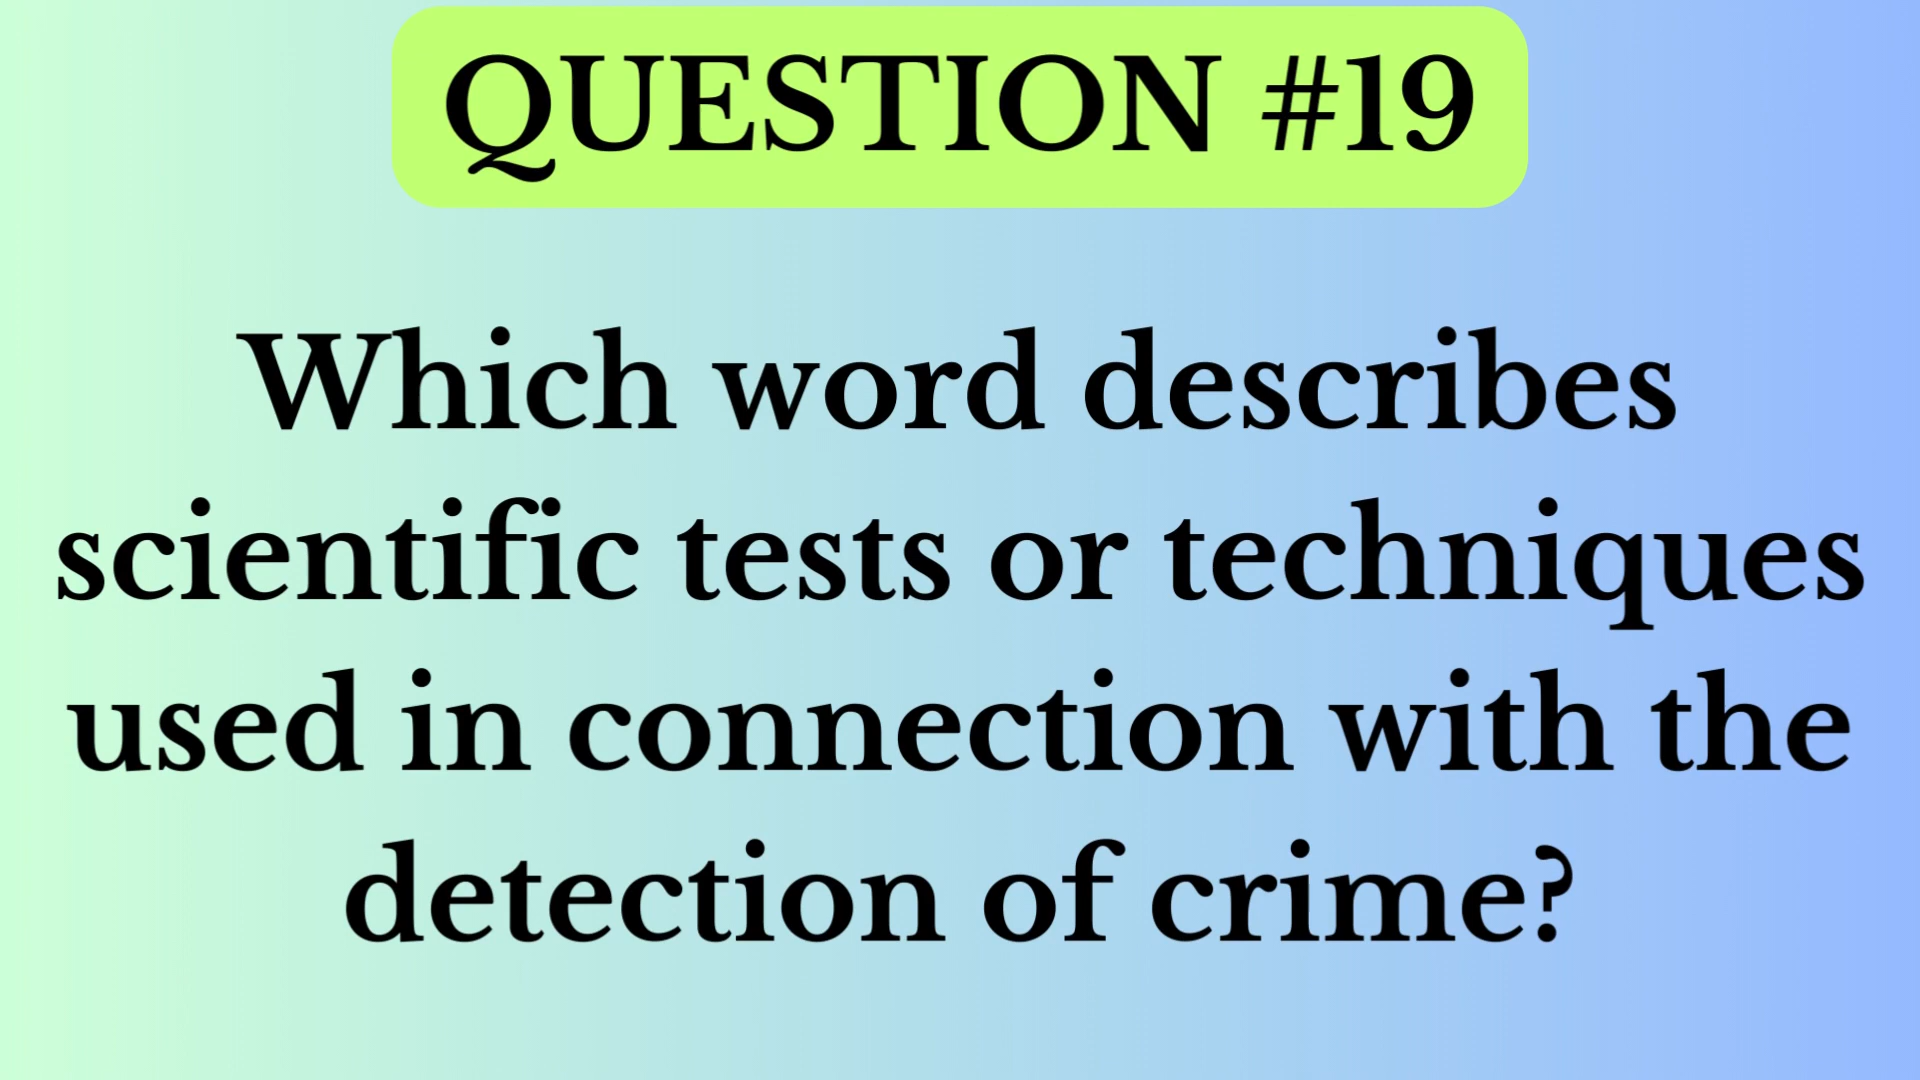 QUESTION #19
Which word describes
scientific tests or techniques
used in connection with the
detection of crime?